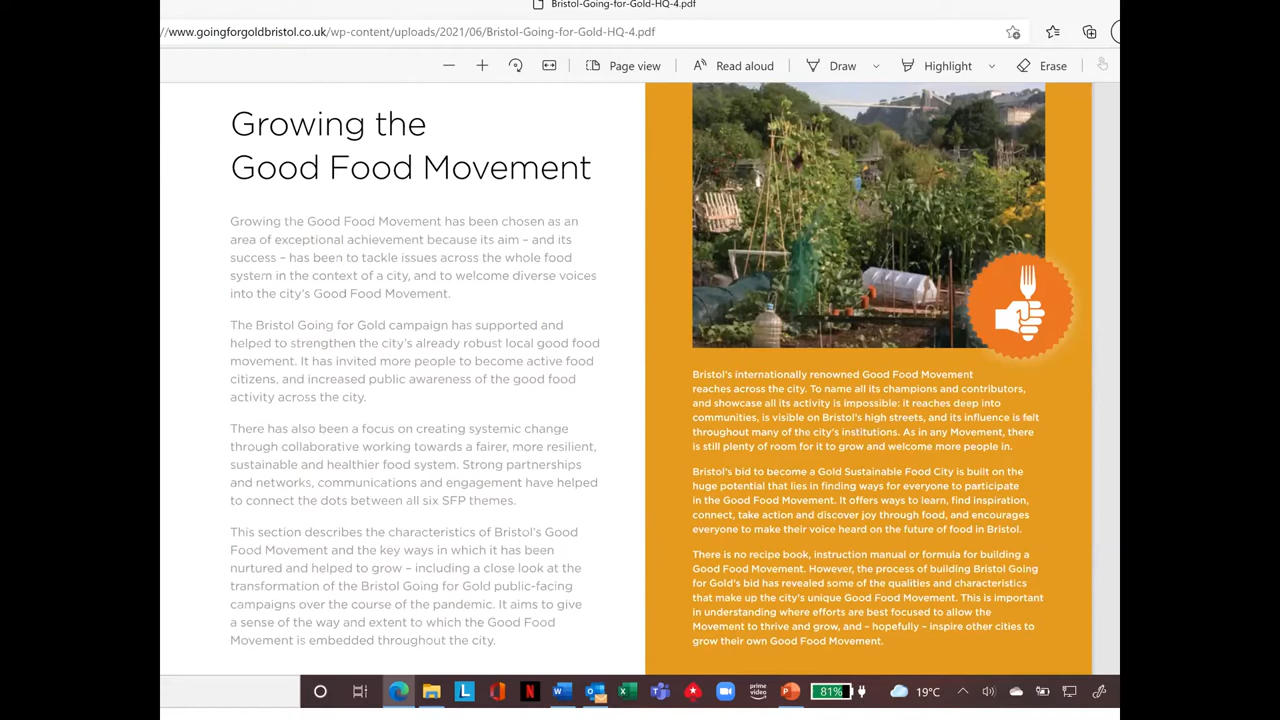 Bristol-Going-for-Gold-HQ-4.pdf
//www.goingforgoldbristol.co.uk/wp-content/uploads/2021/06/Bristol-Going-for-Gold-HQ-4.pdf
Page view
Read aloud
Draw
Highlight
Erase
Growing the
Good Food Movement
Growing the Good Food Movement has been chosen as an
area of exceptional achievement because its aim – and its
success – has been to tackle issues across the whole food
system in the context of a city, and to welcome diverse voices
into the city's Good Food Movement.
The Bristol Going for Gold campaign has supported and
helped to strengthen the city's already robust local good food
movement. It has invited more people to become active food
citizens, and increased public awareness of the good food
activity across the city.
There has also been a focus on creating systemic change
through collaborative working towards a fairer, more resilient,
sustainable and healthier food system. Strong partnerships
and networks, communications and engagement have helped
to connect the dots between all six SFP themes.
This section describes the characteristics of Bristol's Good
Food Movement and the key ways in which it has been
nurtured and helped to grow – including a close look at the
transformation of the Bristol Going for Gold public-facing
campaigns over the course of the pandemic. It aims to give
a sense of the way and extent to which the Good Food
Movement is embedded throughout the city.
Bristol's internationally renowned Good Food Movement
reaches across the city. To name all its champions and contributors,
and showcase all its activity is impossible: it reaches deep into
communities, is visible on Bristol's high streets, and its influence is felt
throughout many of the city's institutions. As in any Movement, there
is still plenty of room for it to grow and welcome more people in.
Bristol's bid to become a Gold Sustainable Food City is built on the
huge potential that lies in finding ways for everyone to participate
in the Good Food Movement. It offers ways to learn, find inspiration,
connect, take action and discover joy through food, and encourages
everyone to make their voice heard on the future of food in Bristol.
There is no recipe book, instruction manual or formula for building a
Good Food Movement. However, the process of building Bristol Going
for Gold's bid has revealed some of the qualities and characteristics
that make up the city's unique Good Food Movement. This is important
in understanding where efforts are best focused to allow the
Movement to thrive and grow, and – hopefully – inspire other cities to
grow their own Good Food Movement.
L
N
prime
video
81%
19°C